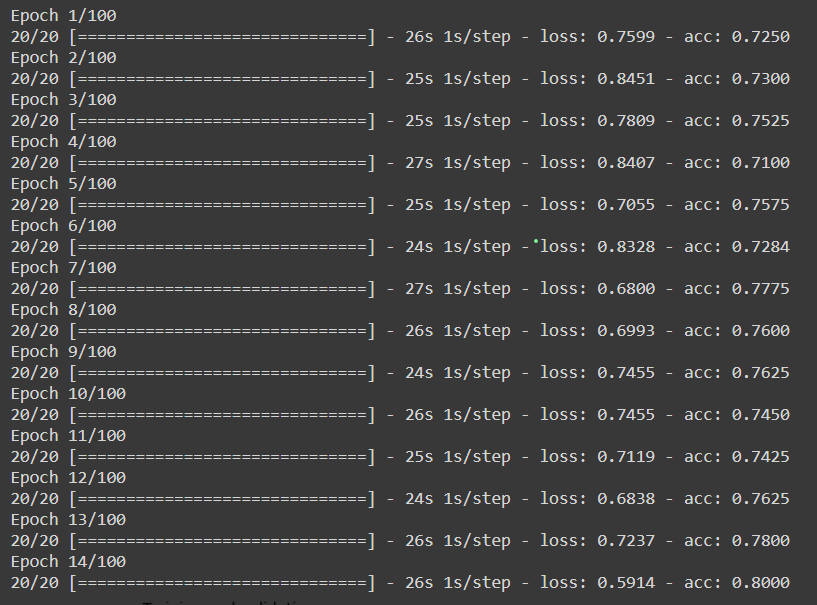 Epoch 1/100
20/20 [==============================] - 26s 1s/step - loss: 0.7599 - acc: 0.7250
Epoch 2/100
20/20 [==============================] - 25s 1s/step - loss: 0.8451 - acc: 0.7300
Epoch 3/100
20/20 [==============================] - 25s 1s/step - loss: 0.7809 - acc: 0.7525
Epoch 4/100
20/20 [==============================] - 27s 1s/step - loss: 0.8407 - acc: 0.7100
Epoch 5/100
20/20 [==============================] - 25s 1s/step - loss: 0.7055 - acc: 0.7575
Epoch 6/100
20/20 [==============================] - 24s 1s/step - loss: 0.8328 - acc: 0.7284
Epoch 7/100
20/20 [==============================] - 27s 1s/step - loss: 0.6800 - acc: 0.7775
Epoch 8/100
20/20 [==============================] - 26s 1s/step - loss: 0.6993 - acc: 0.7600
Epoch 9/100
20/20 [==============================] - 24s 1s/step - loss: 0.7455 - acc: 0.7625
Epoch 10/100
20/20 [==============================] - 26s 1s/step - loss: 0.7455 - acc: 0.7450
Epoch 11/100
20/20 [==============================] - 25s 1s/step - loss: 0.7119 - acc: 0.7425
Epoch 12/100
20/20 [==============================] - 24s 1s/step - loss: 0.6838 - acc: 0.7625
Epoch 13/100
20/20 [==============================] - 26s 1s/step - loss: 0.7237 - acc: 0.7800
Epoch 14/100
20/20 [==============================] - 26s 1s/step - loss: 0.5914 - acc: 0.8000